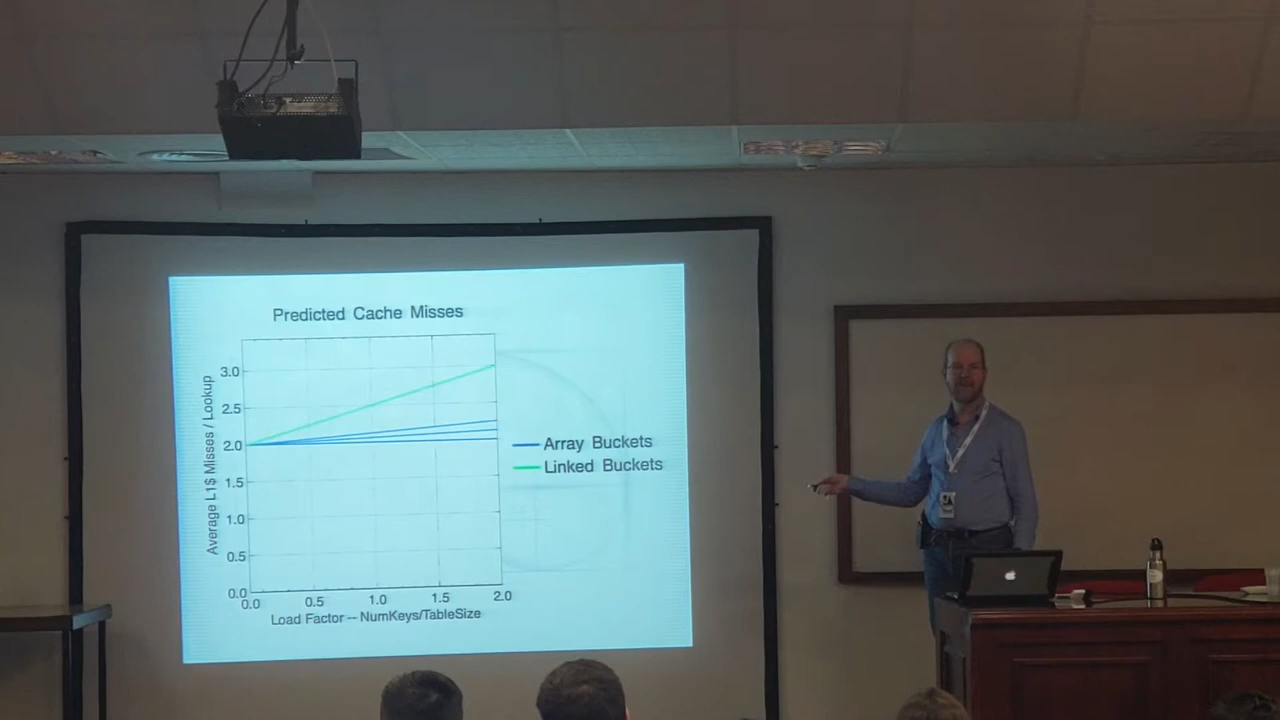 Predicted Cache Misses
Average L1$ Misses / Lookup
3.0
2.5
2.0
1.5
1.0
0.5
0.0
0.0 0.5 1.0 1.5 2.0
Load Factor -- NumKeys/TableSize
Array Buckets
Linked Buckets